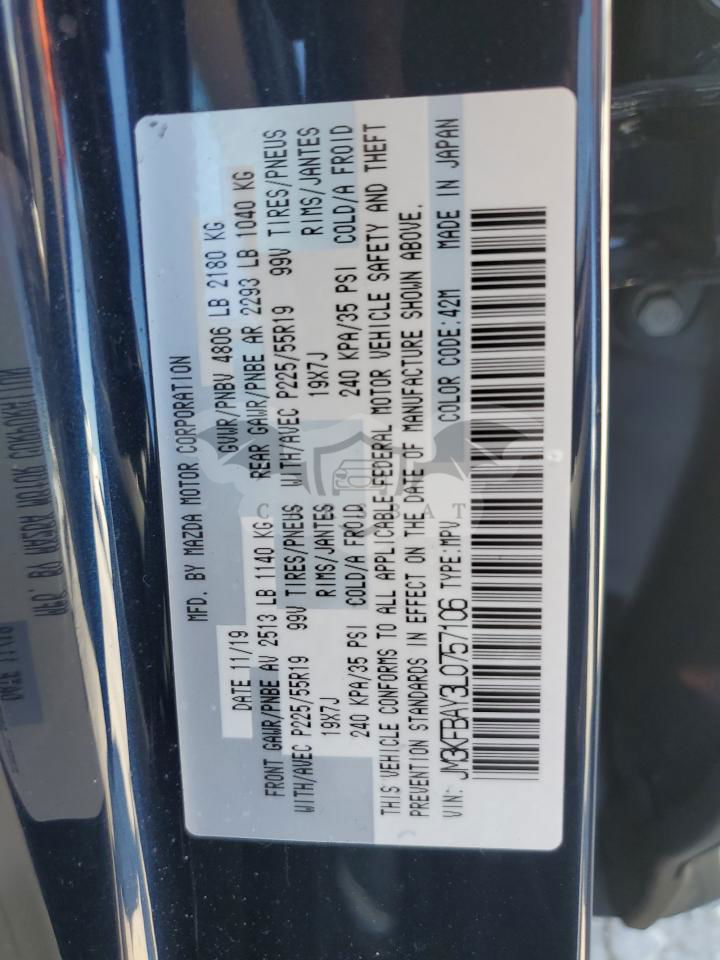 MFD. BY MAZDA MOTOR CORPORATION
DATE 11/19 GVWR/PNBV 4806 LB 2180 KG
FRONT GAWR/PNBE AV 2513 LB 1140 KG REAR GAWR/PNBE AR 2293 LB 1040 KG
WITH/AVEC P225/55R19 99V TIRES/PNEUS WITH/AVEC P225/55R19 99V TIRES/PNEUS
19X7J RIMS/JANTES 19X7J RIMS/JANTES
240 KPA/35 PSI COLD/A FROID 240 KPA/35 PSI COLD/A FROID
THIS VEHICLE CONFORMS TO ALL APPLICABLE FEDERAL MOTOR VEHICLE SAFETY AND THEFT
PREVENTION STANDARDS IN EFFECT ON THE DATE OF MANUFACTURE SHOWN ABOVE.
VIN: JM3KFBAY3L0757106 TYPE:MPV COLOR CODE:42M MADE IN JAPAN